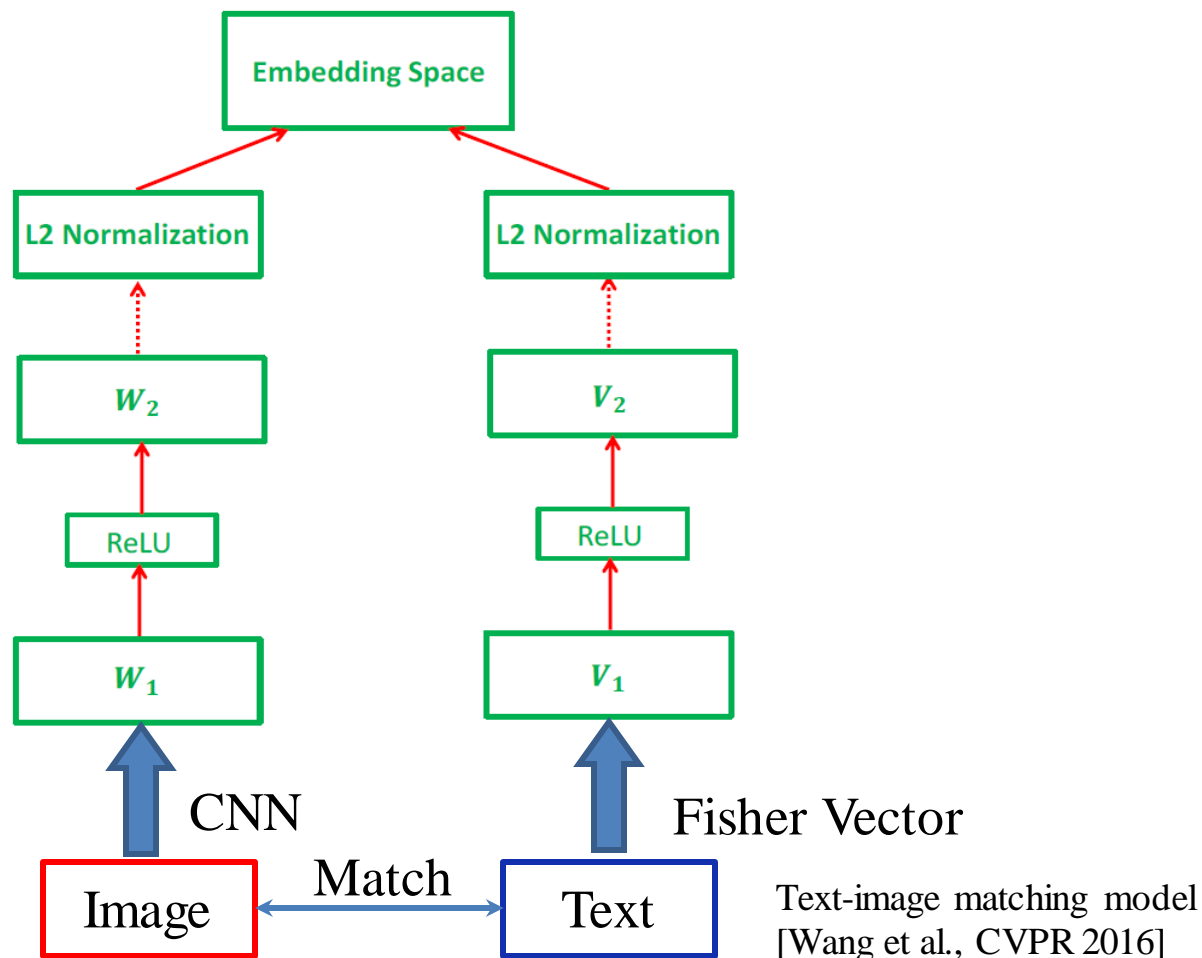 Embedding Space
L2 Normalization
L2 Normalization
W₂
V₂
ReLU
ReLU
W₁
V₁
CNN
Fisher Vector
Image
Match
Text
Text-image matching model
[Wang et al., CVPR 2016]